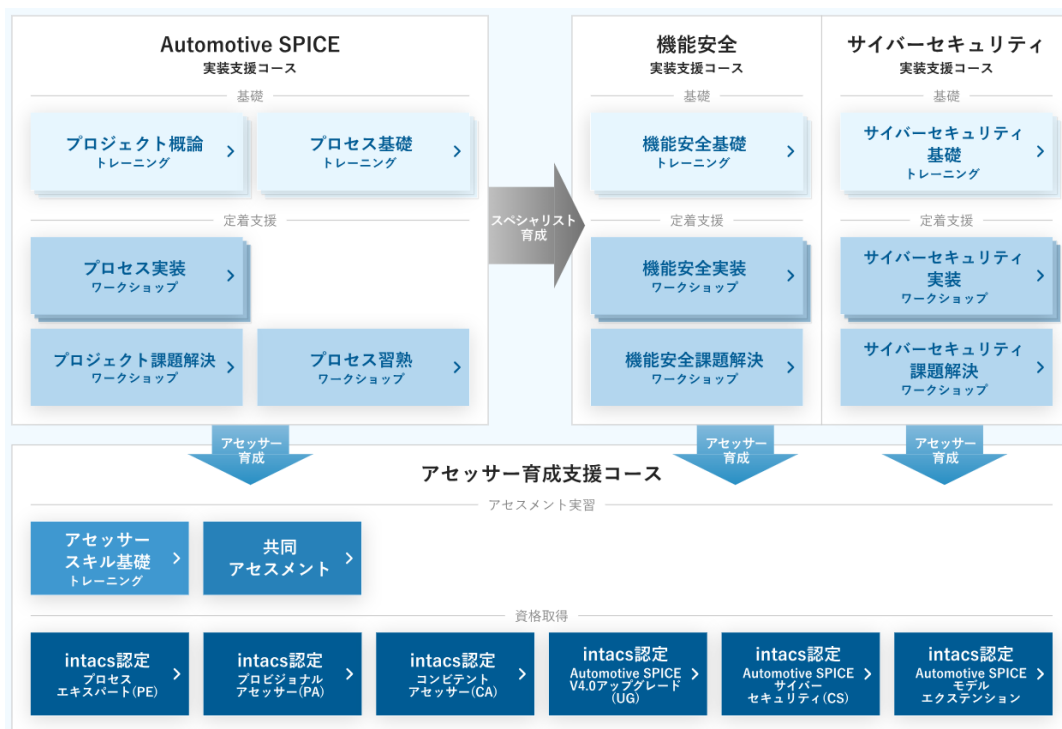 Automotive SPICE
実装支援コース
基礎
プロジェクト概論
トレーニング
プロセス基礎
トレーニング
定着支援
プロセス実装
ワークショップ
プロジェクト課題解決
ワークショップ
プロセス習熟
ワークショップ
スペシャリスト
育成
機能安全
実装支援コース
基礎
機能安全基礎
トレーニング
定着支援
機能安全実装
ワークショップ
機能安全課題解決
ワークショップ
サイバーセキュリティ
実装支援コース
基礎
サイバーセキュリティ
基礎
トレーニング
定着支援
サイバーセキュリティ
実装
ワークショップ
サイバーセキュリティ
課題解決
ワークショップ
アセッサー
育成
アセッサー
育成
アセッサー
育成
アセッサー育成支援コース
アセスメント実習
アセッサー
スキル基礎
トレーニング
共同
アセスメント
資格取得
intacs認定
プロセス
エキスパート(PE)
intacs認定
プロビジョナル
アセッサー(PA)
intacs認定
コンピテント
アセッサー(CA)
intacs認定
Automotive SPICE
V4.0アップグレード
(UG)
intacs認定
Automotive SPICE
サイバー
セキュリティ(CS)
intacs認定
Automotive SPICE
モデル
エクステンション